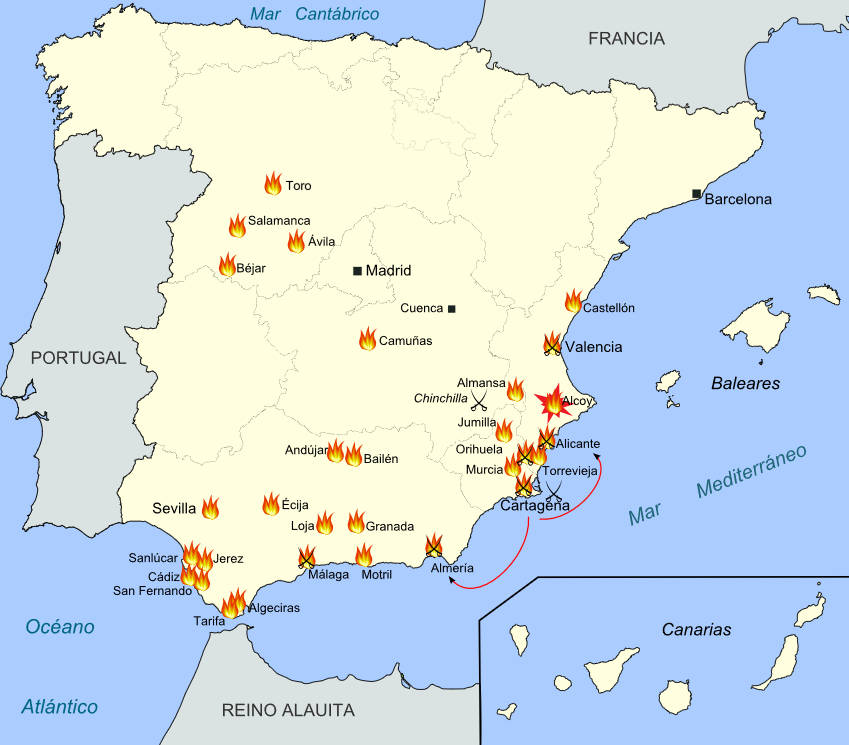 Mar Cantábrico
FRANCIA
Toro
Barcelona
Salamanca
Ávila
Béjar
Madrid
Cuenca
Castellón
Camuñas
Valencia
PORTUGAL
Baleares
Almansa
Chinchilla
Alcoy
Jumilla
Alicante
Orihuela
Andújar
Bailén
Murcia
Torrevieja
Mar Mediterráneo
Cartagena
Sevilla
Écija
Loja
Granada
Sanlúcar
Jerez
Almería
Cádiz
Málaga
Motril
San Fernando
Algeciras
Tarifa
Océano
Canarias
Atlántico
REINO ALAUITA